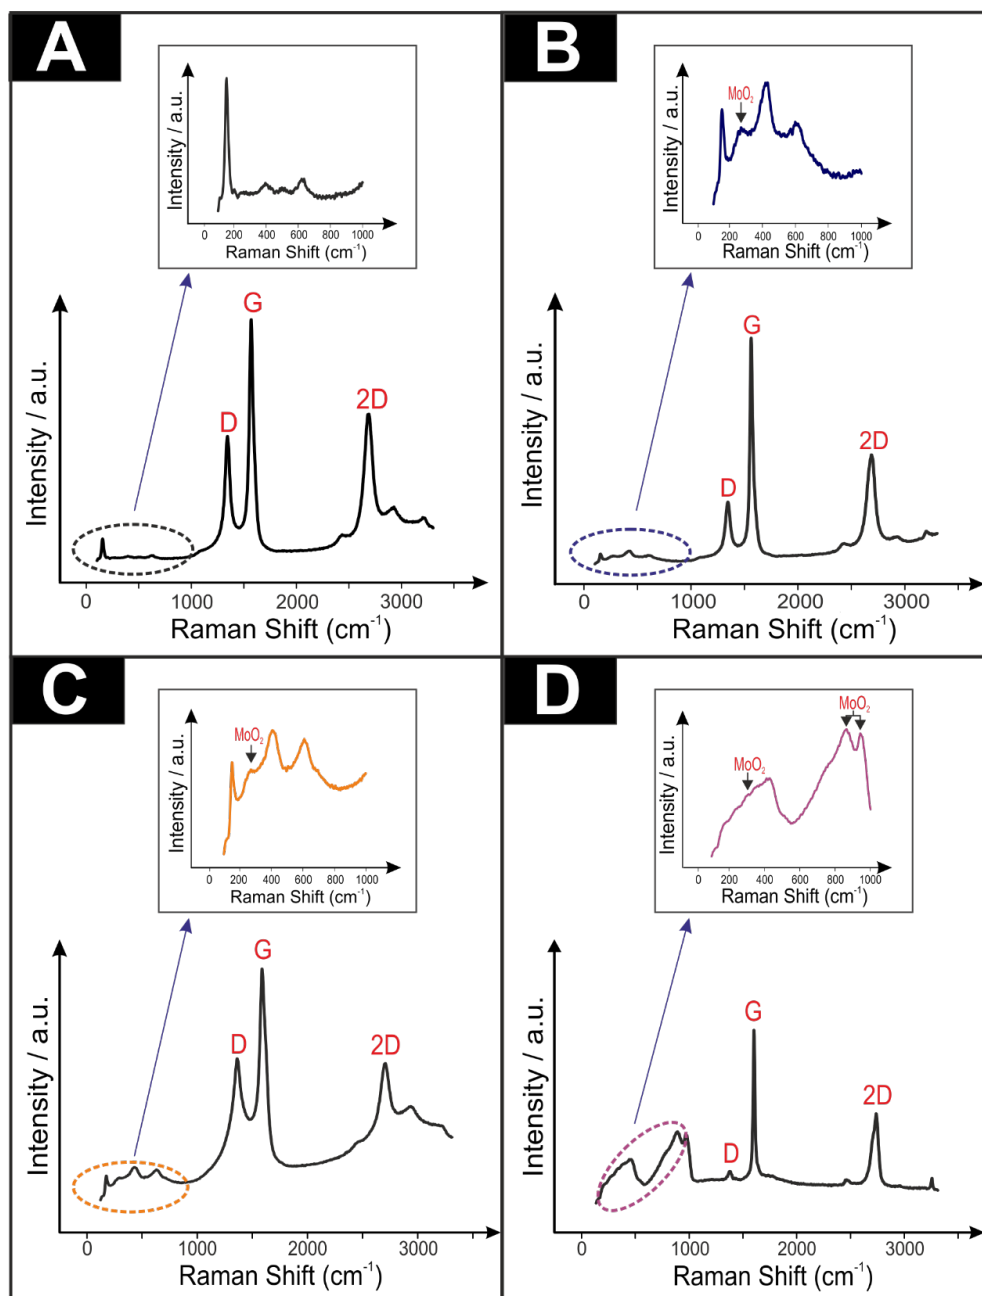 A
Intensity / a.u.
0 200 400 600 800 1000
Raman Shift (cm-1)
Intensity / a.u.
D
G
2D
0 1000 2000 3000
Raman Shift (cm-1)
B
Intensity / a.u.
MoO2
0 200 400 600 800 1000
Raman Shift (cm-1)
Intensity / a.u.
D
G
2D
0 1000 2000 3000
Raman Shift (cm-1)
C
Intensity / a.u.
MoO2
0 200 400 600 800 1000
Raman Shift (cm-1)
Intensity / a.u.
D
G
2D
0 1000 2000 3000
Raman Shift (cm-1)
D
Intensity / a.u.
MoO2
MoO2
0 200 400 600 800 1000
Raman Shift (cm-1)
Intensity / a.u.
D
G
2D
0 1000 2000 3000
Raman Shift (cm-1)